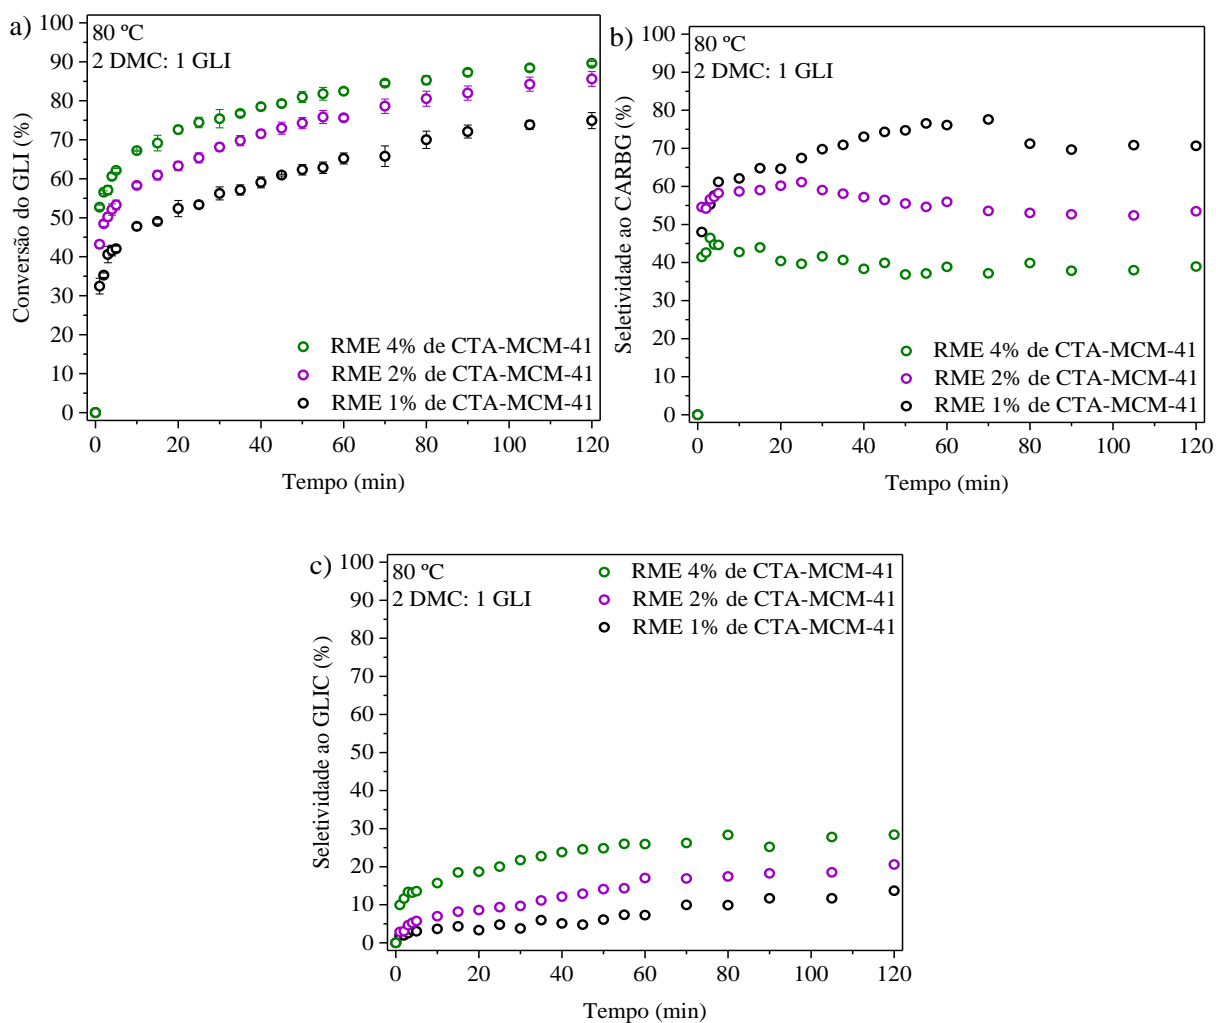 a)
100
90
80
70
60
50
40
30
20
10
0
Conversão do GLI (%)
80 ºC
2 DMC: 1 GLI
RME 4% de CTA-MCM-41
RME 2% de CTA-MCM-41
RME 1% de CTA-MCM-41
0 20 40 60 80 100 120
Tempo (min)
b)
100
90
80
70
60
50
40
30
20
10
0
Seletividade ao CARBG (%)
80 ºC
2 DMC: 1 GLI
RME 4% de CTA-MCM-41
RME 2% de CTA-MCM-41
RME 1% de CTA-MCM-41
0 20 40 60 80 100 120
Tempo (min)
c)
100
90
80
70
60
50
40
30
20
10
0
Seletividade ao GLIC (%)
80 ºC
2 DMC: 1 GLI
RME 4% de CTA-MCM-41
RME 2% de CTA-MCM-41
RME 1% de CTA-MCM-41
0 20 40 60 80 100 120
Tempo (min)